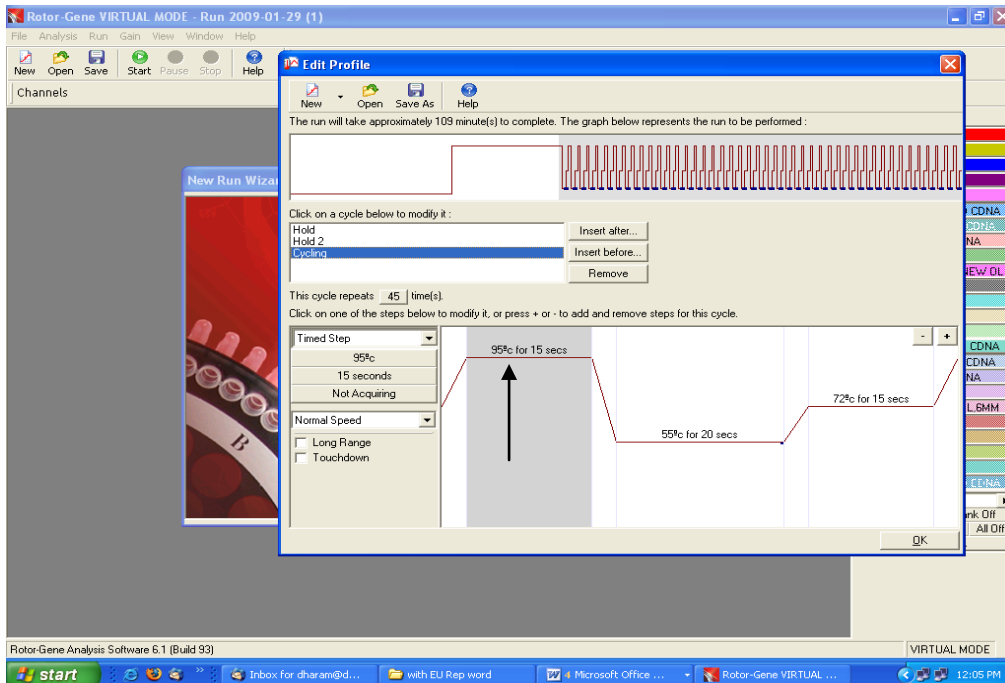 Rotor-Gene VIRTUAL MODE - Run 2009-01-29 (1)
File Analysis Run Gain View Window Help
New Open Save Start Pause Stop Help
Channels
Edit Profile
New Open Save As Help
The run will take approximately 109 minute(s) to complete. The graph below represents the run to be performed :
New Run Wiza
Click on a cycle below to modify it :
Hold
Hold 2
Cycling
Insert after...
Insert before...
Remove
This cycle repeats 45 time(s).
Click on one of the steps below to modify it, or press + or - to add and remove steps for this cycle.
Timed Step
95ºc
15 seconds
Not Acquiring
Normal Speed
Long Range
Touchdown
95ºc for 15 secs
55ºc for 20 secs
72ºc for 15 secs
- +
OK
CDNA
CDNA
NA
NEW OL
CDNA
CDNA
NA
L,6MM
CDNA
ank Off
All Off
B
Rotor-Gene Analysis Software 6.1 (Build 93)
VIRTUAL MODE
start
Inbox for dharam@d...
with EU Rep word
4 Microsoft Office ...
Rotor-Gene VIRTUAL ...
12:05 PM